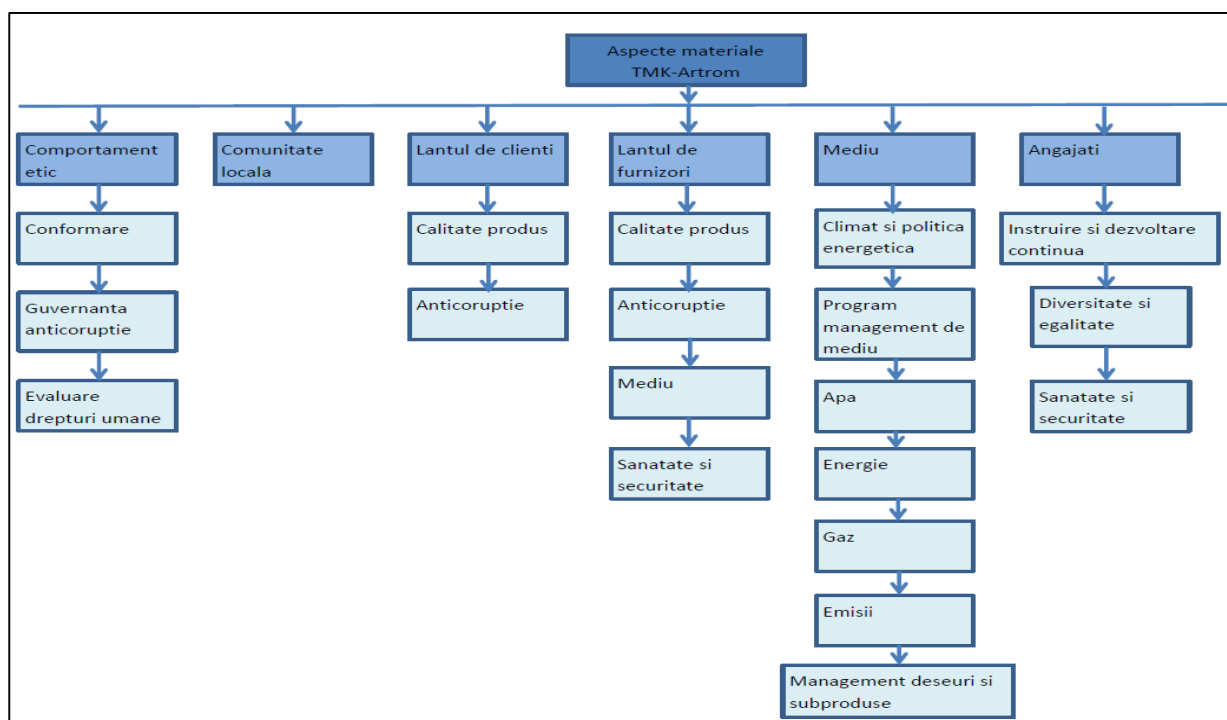 Aspecte materiale
TMK-Artrom
Comportament
etic
Comunitate
locala
Lantul de clienti
Lantul de
furnizori
Mediu
Angajati
Conformare
Calitate produs
Calitate produs
Climat si politica
energetica
Instruire si dezvoltare
continua
Guvernanta
anticoruptie
Anticoruptie
Anticoruptie
Program
management de
mediu
Diversitate si
egalitate
Evaluare
drepturi umane
Mediu
Apa
Sanatate si
securitate
Sanatate si
securitate
Energie
Gaz
Emisii
Management deseuri si
subproduse